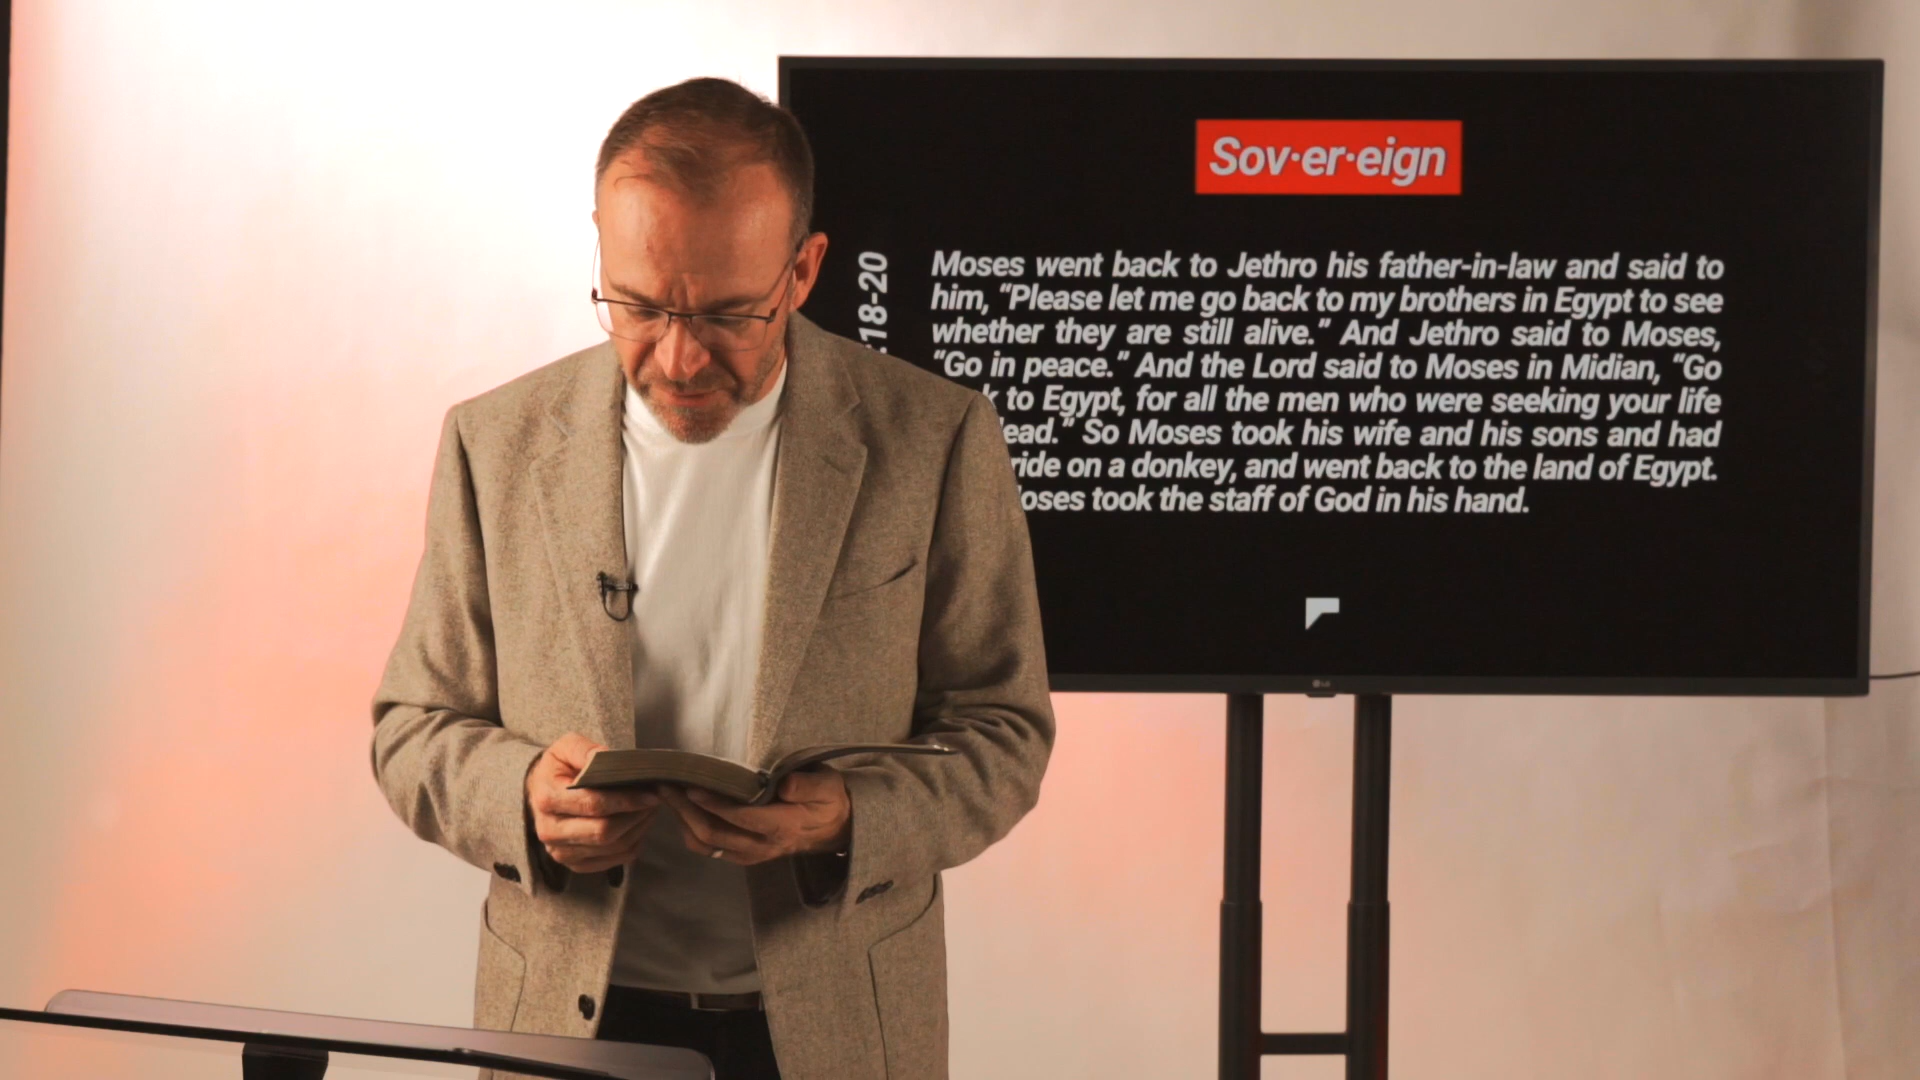 Sov·er·eign
:18-20
Moses went back to Jethro his father-in-law and said to
him, “Please let me go back to my brothers in Egypt to see
whether they are still alive.” And Jethro said to Moses,
“Go in peace.” And the Lord said to Moses in Midian, “Go
to Egypt, for all the men who were seeking your life
So Moses took his wife and his sons and had
ride on a donkey, and went back to the land of Egypt.
took the staff of God in his hand.
LG